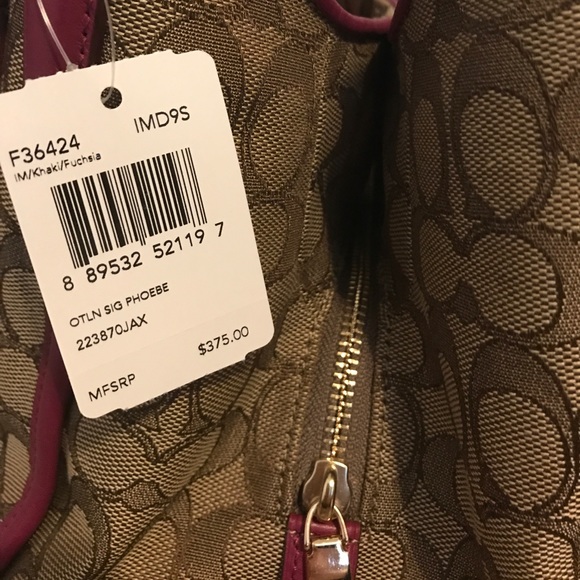 IMD9S
F36424
IM/Khaki/Fuchsia
8 89532 52119 7
OTLN SIG PHOEBE
223870JAX
$375.00
MFSRP